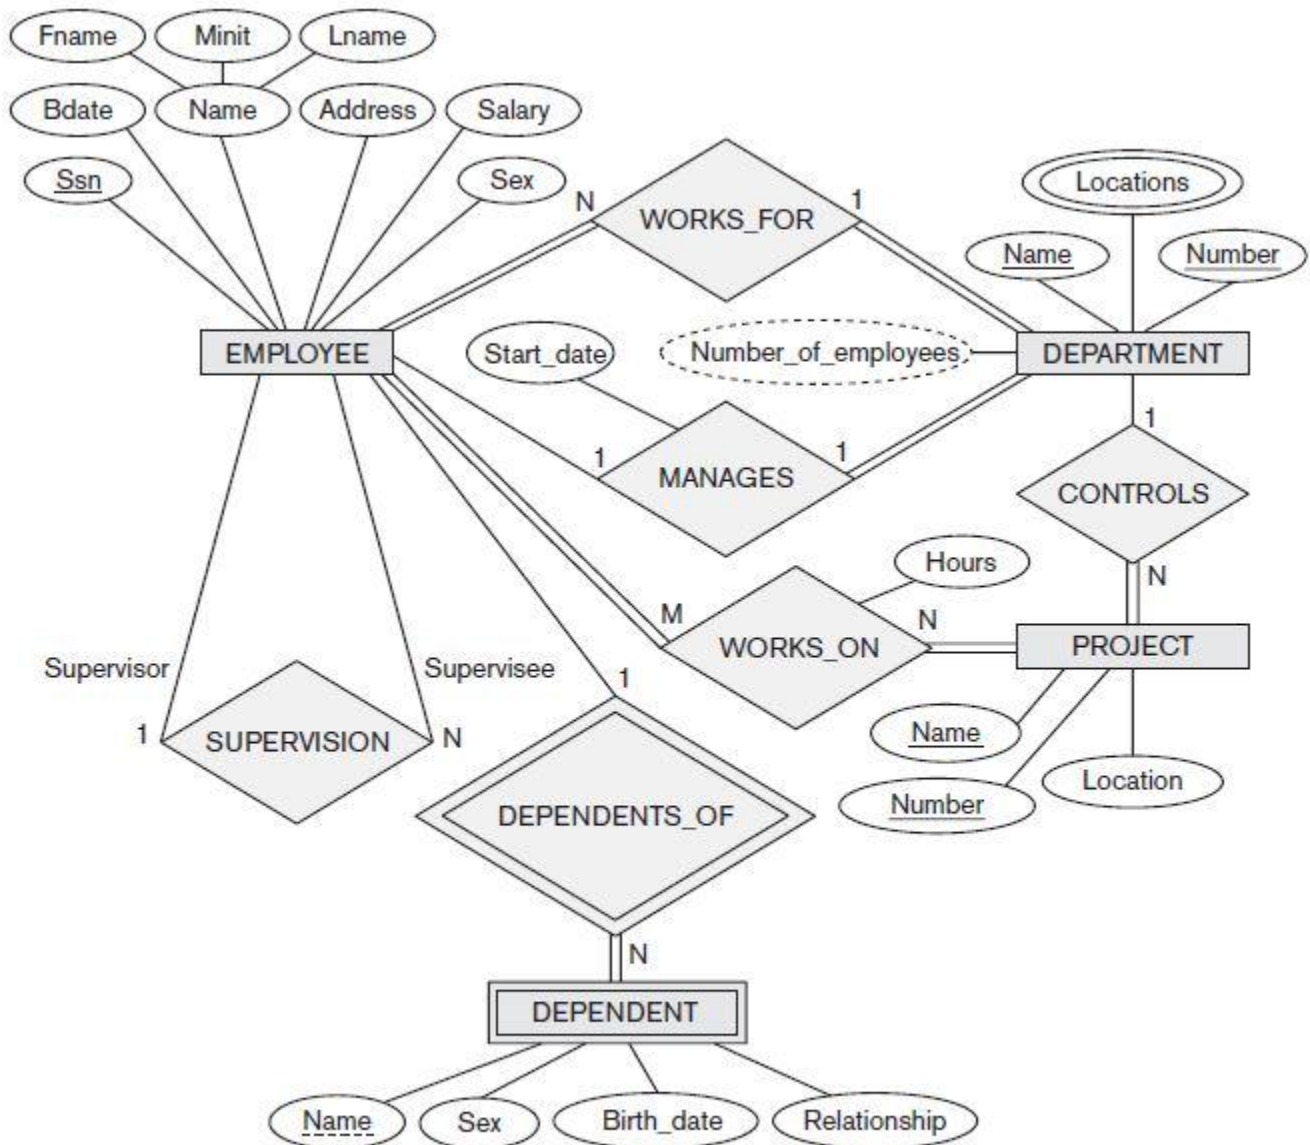 Fname Minit Lname
Bdate Name Address Salary
Ssn Sex
N WORKS_FOR 1
Locations
Name Number
EMPLOYEE
Start_date
Number_of_employees
DEPARTMENT
1 MANAGES 1
1
CONTROLS
N
Hours
M WORKS_ON N
PROJECT
Supervisor Supervisee
1 SUPERVISION N
1
Name
Number
Location
DEPENDENTS_OF
N
DEPENDENT
Name Sex Birth_date Relationship